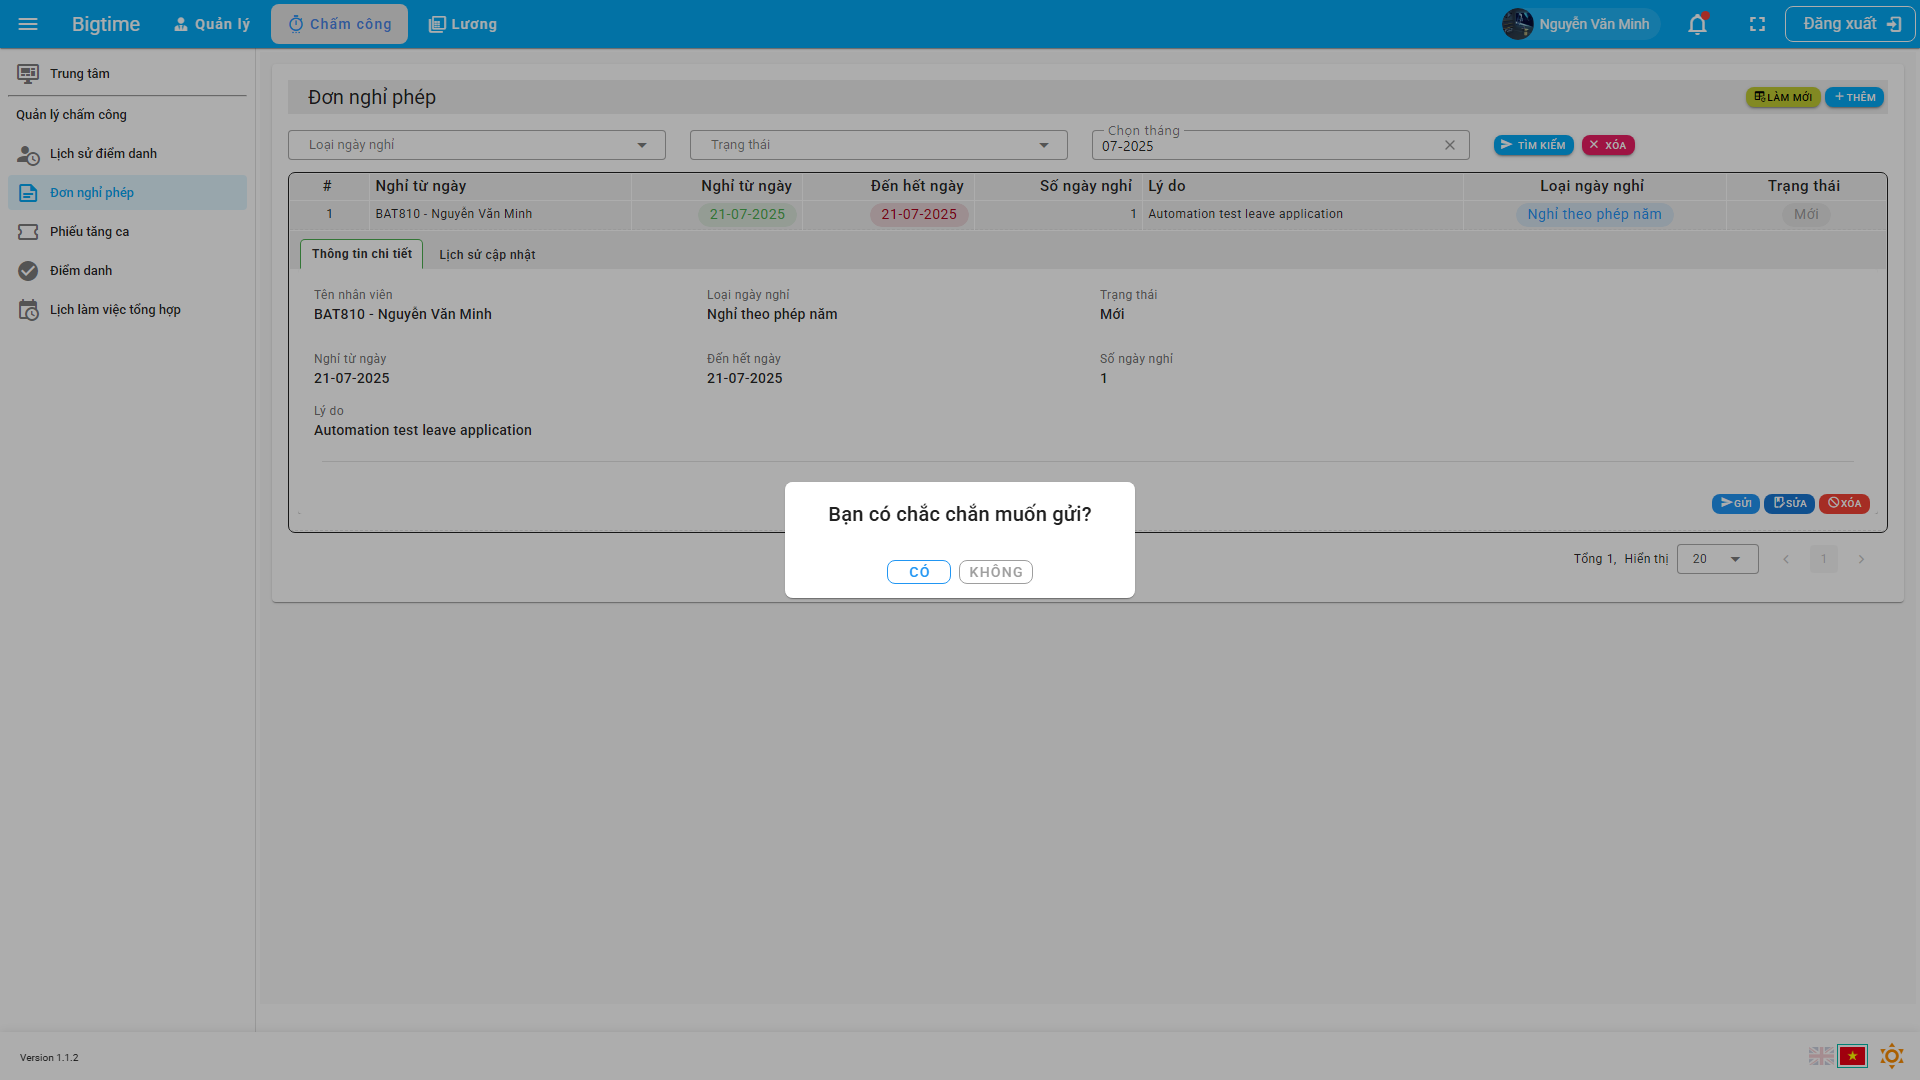 Bigtime
Quản lý
Chấm công
Lương
Nguyễn Văn Minh
Đăng xuất
Trung tâm
Quản lý chấm công
Lịch sử điểm danh
Đơn nghỉ phép
Phiếu tăng ca
Điểm danh
Lịch làm việc tổng hợp
Đơn nghỉ phép
LÀM MỚI
THÊM
Loại ngày nghỉ
Trạng thái
Chọn tháng
07-2025
TÌM KIẾM
XÓA
# Nghỉ từ ngày Nghỉ từ ngày Đến hết ngày Số ngày nghỉ Lý do Loại ngày nghỉ Trạng thái
1 BAT810 - Nguyễn Văn Minh 21-07-2025 21-07-2025 1 Automation test leave application Nghỉ theo phép năm Mới
Thông tin chi tiết Lịch sử cập nhật
Tên nhân viên Loại ngày nghỉ Trạng thái
BAT810 - Nguyễn Văn Minh Nghỉ theo phép năm Mới
Nghỉ từ ngày Đến hết ngày Số ngày nghỉ
21-07-2025 21-07-2025 1
Lý do
Automation test leave application
GỬI SỬA XÓA
Bạn có chắc chắn muốn gửi?
CÓ KHÔNG
Tổng 1, Hiển thị 20 1
Version 1.1.2